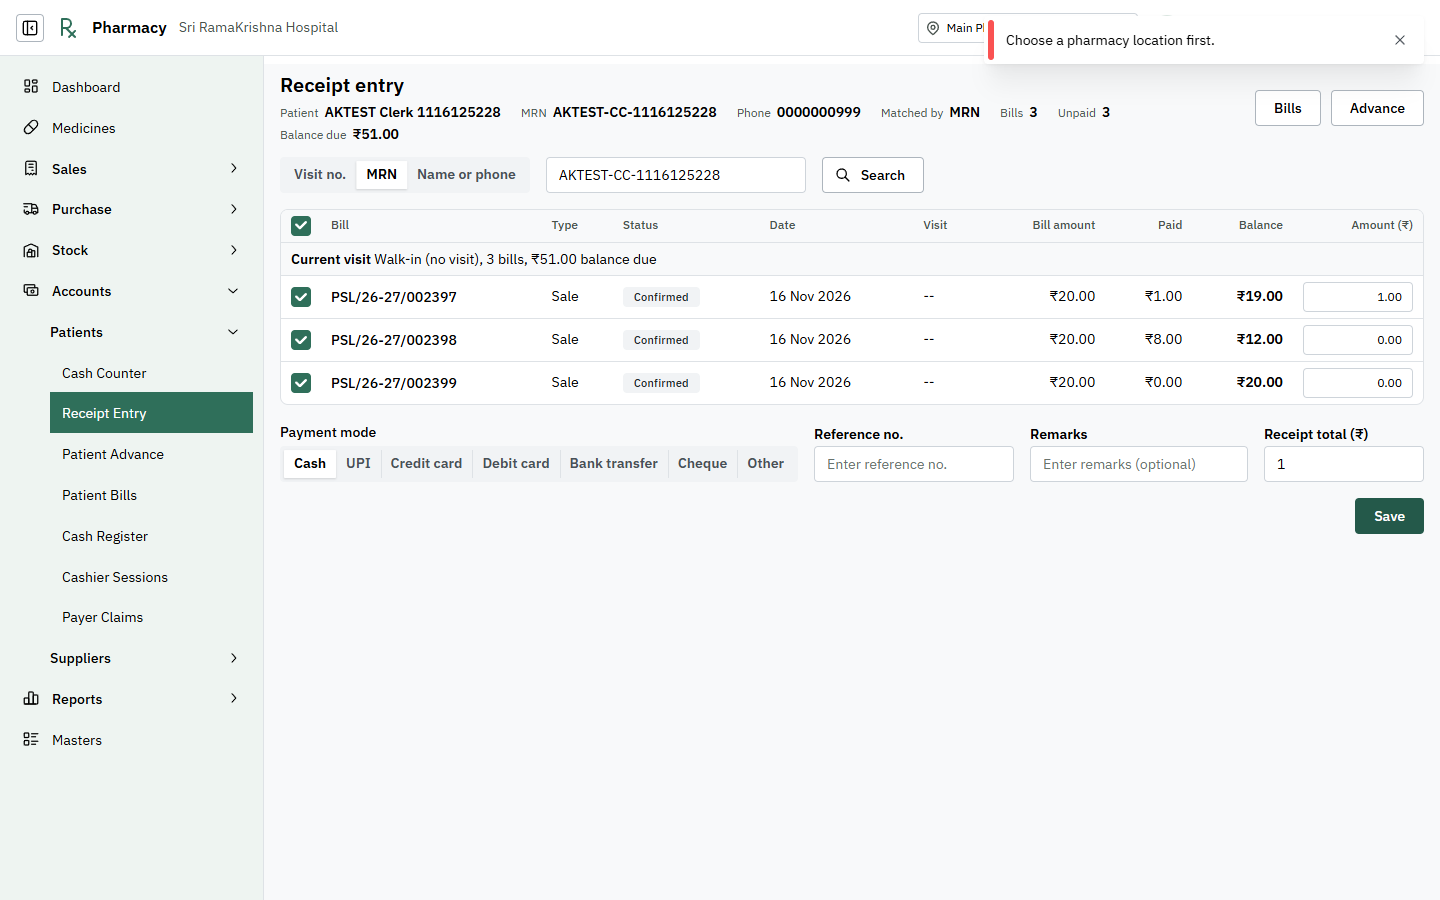 Pharmacy Sri RamaKrishna Hospital
Main
Choose a pharmacy location first.
Dashboard
Medicines
Sales
Purchase
Stock
Accounts
Patients
Cash Counter
Receipt Entry
Patient Advance
Patient Bills
Cash Register
Cashier Sessions
Payer Claims
Suppliers
Reports
Masters
Receipt entry
Patient AKTEST Clerk 1116125228 MRN AKTEST-CC-1116125228 Phone 0000000999 Matched by MRN Bills 3 Unpaid 3
Balance due ₹51.00
Bills Advance
Visit no. MRN Name or phone AKTEST-CC-1116125228 Search
Bill Type Status Date Visit Bill amount Paid Balance Amount (₹)
Current visit Walk-in (no visit), 3 bills, ₹51.00 balance due
PSL/26-27/002397 Sale Confirmed 16 Nov 2026 -- ₹20.00 ₹1.00 ₹19.00 1.00
PSL/26-27/002398 Sale Confirmed 16 Nov 2026 -- ₹20.00 ₹8.00 ₹12.00 0.00
PSL/26-27/002399 Sale Confirmed 16 Nov 2026 -- ₹20.00 ₹0.00 ₹20.00 0.00
Payment mode Reference no. Remarks Receipt total (₹)
Cash UPI Credit card Debit card Bank transfer Cheque Other Enter reference no. Enter remarks (optional) 1
Save